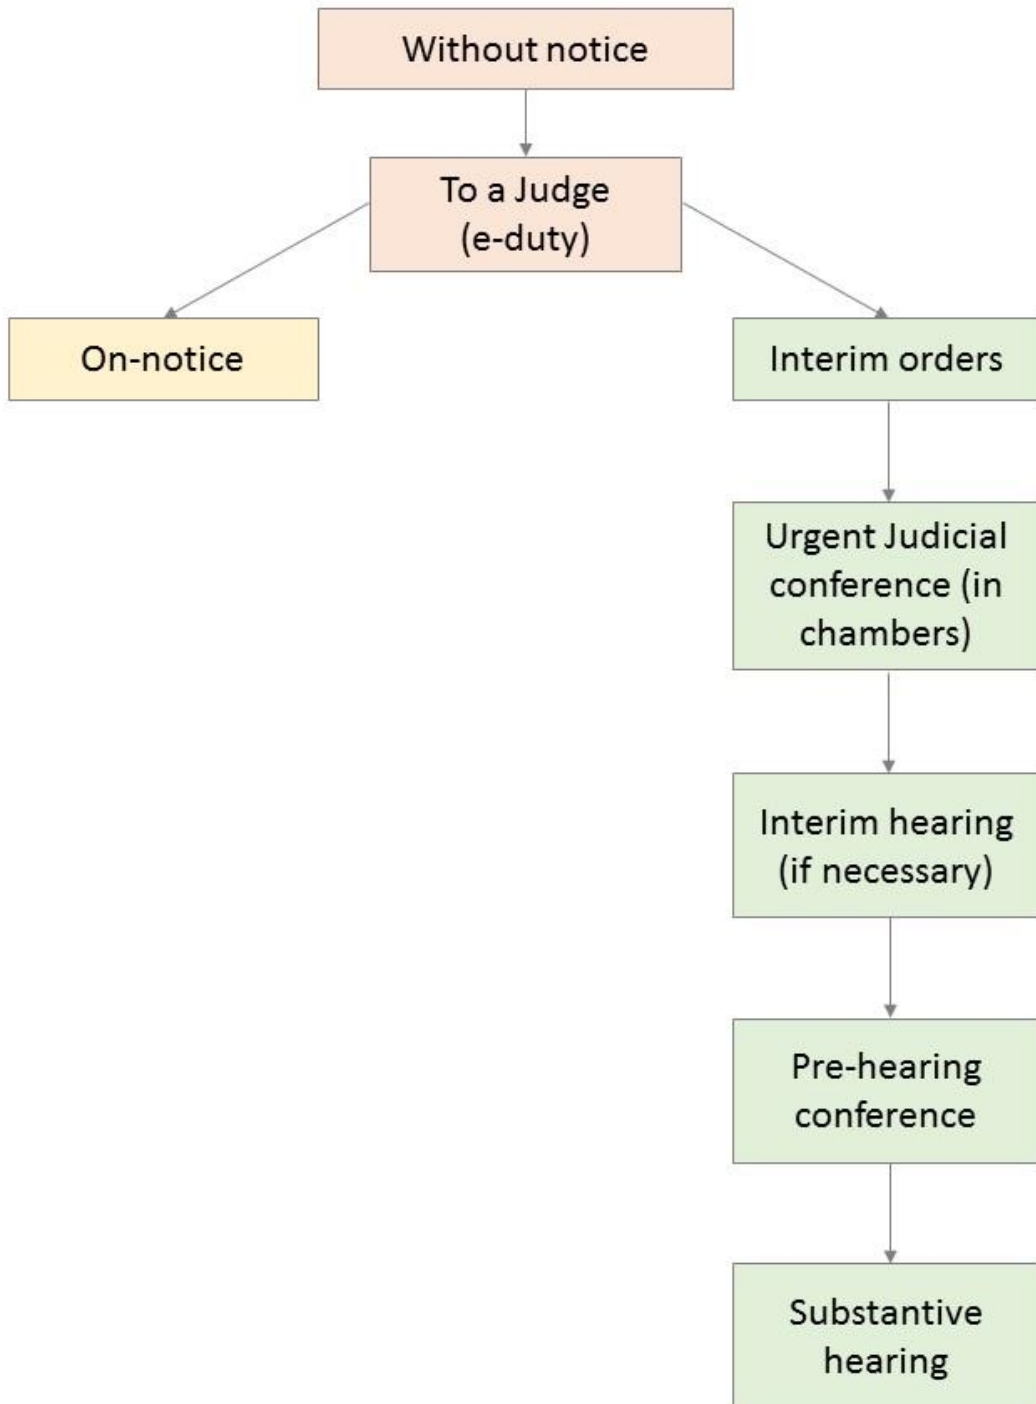 Without notice
To a Judge
(e-duty)
On-notice
Interim orders
Urgent Judicial
conference (in
chambers)
Interim hearing
(if necessary)
Pre-hearing
conference
Substantive
hearing